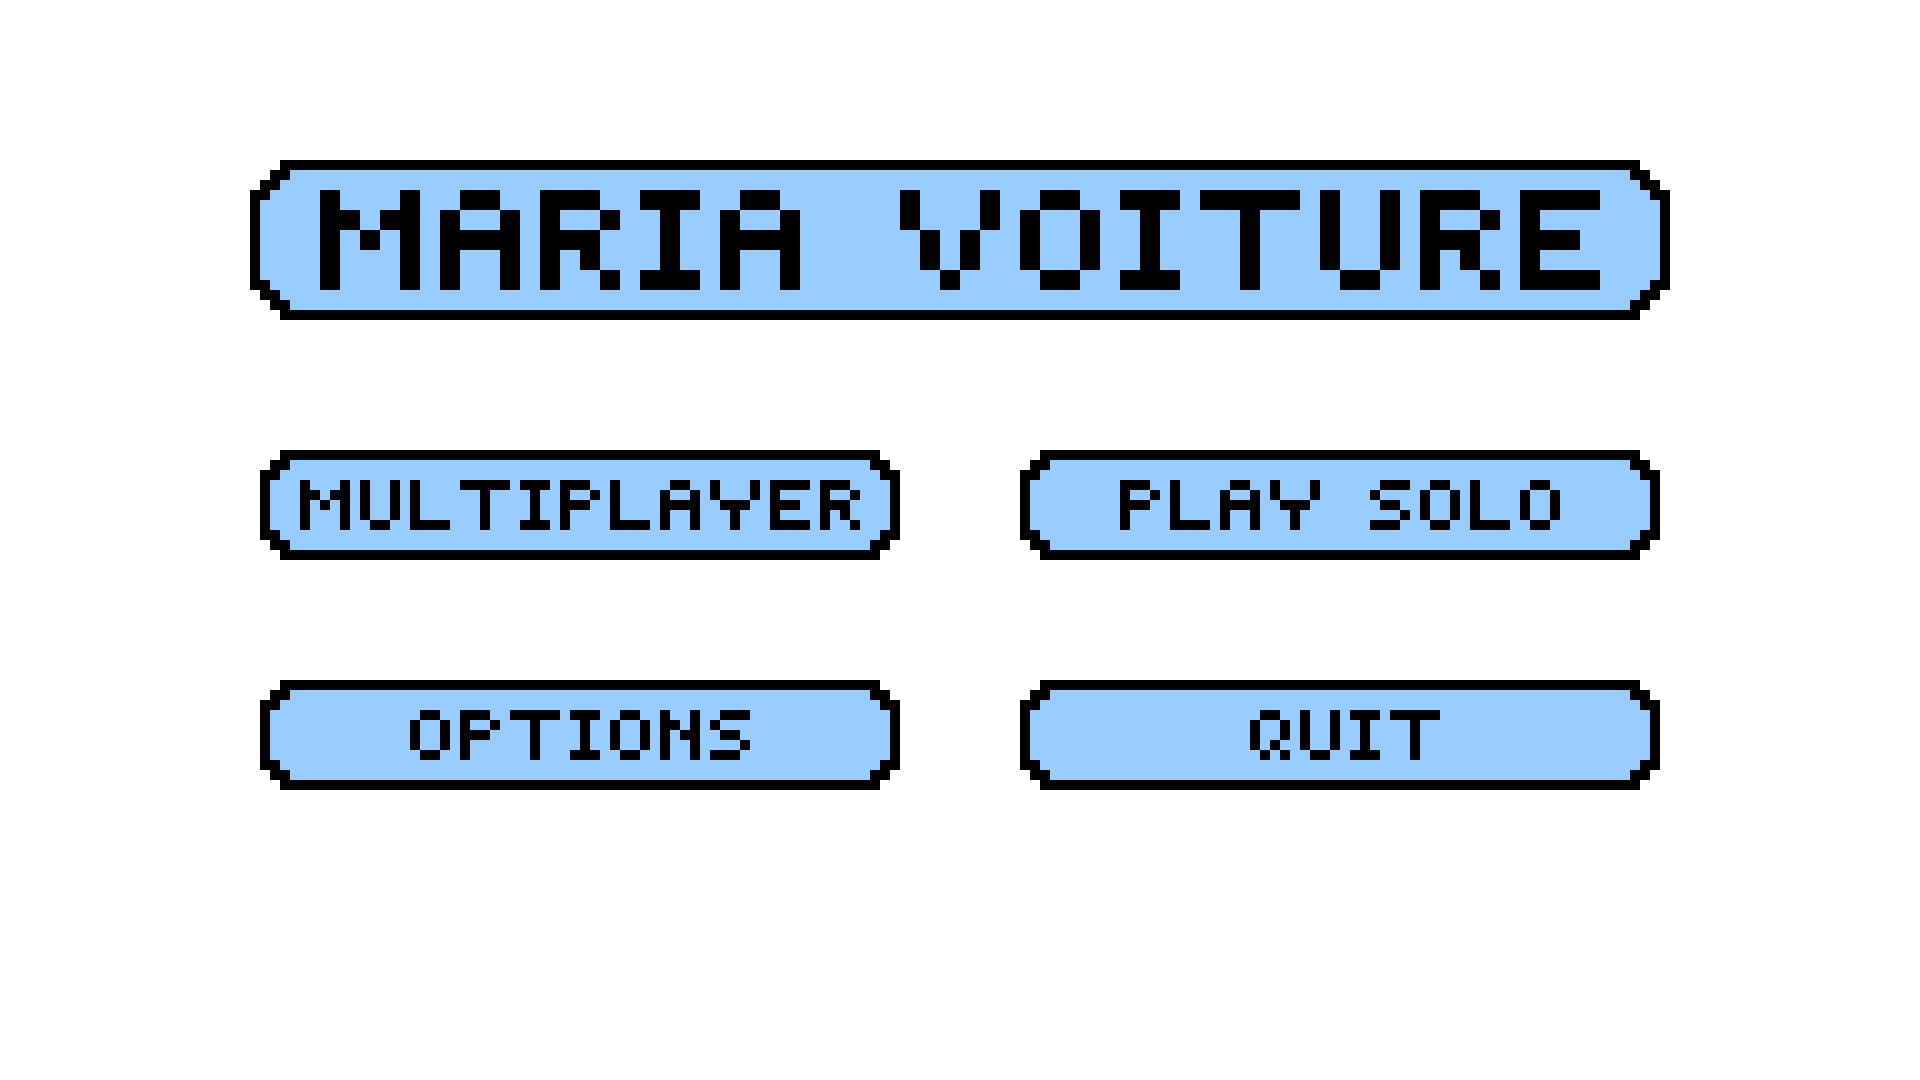 MARIA VOITURE
MULTIPLAYER
PLAY SOLO
OPTIONS
QUIT